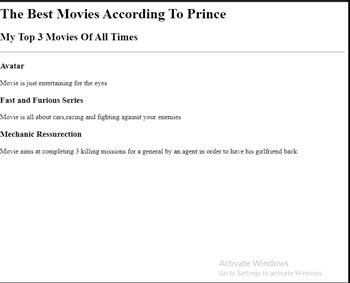 The Best Movies According To Prince
My Top 3 Movies Of All Times
Avatar
Movie is just entertaining for the eyes
Fast and Furious Series
Movie is all about cars,racing and fighting against your enemies
Mechanic Ressurection
Movie aims at completing 3 killing missions for a general by an agent in order to have his girlfriend back
Activate Windows
Go to Settings to activate Windows.